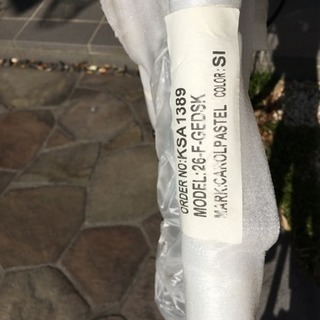 ORDER NO:KSA1389
MODEL:26-F-GEDSK
MARK:CAROLPASTEL COLOR:SI